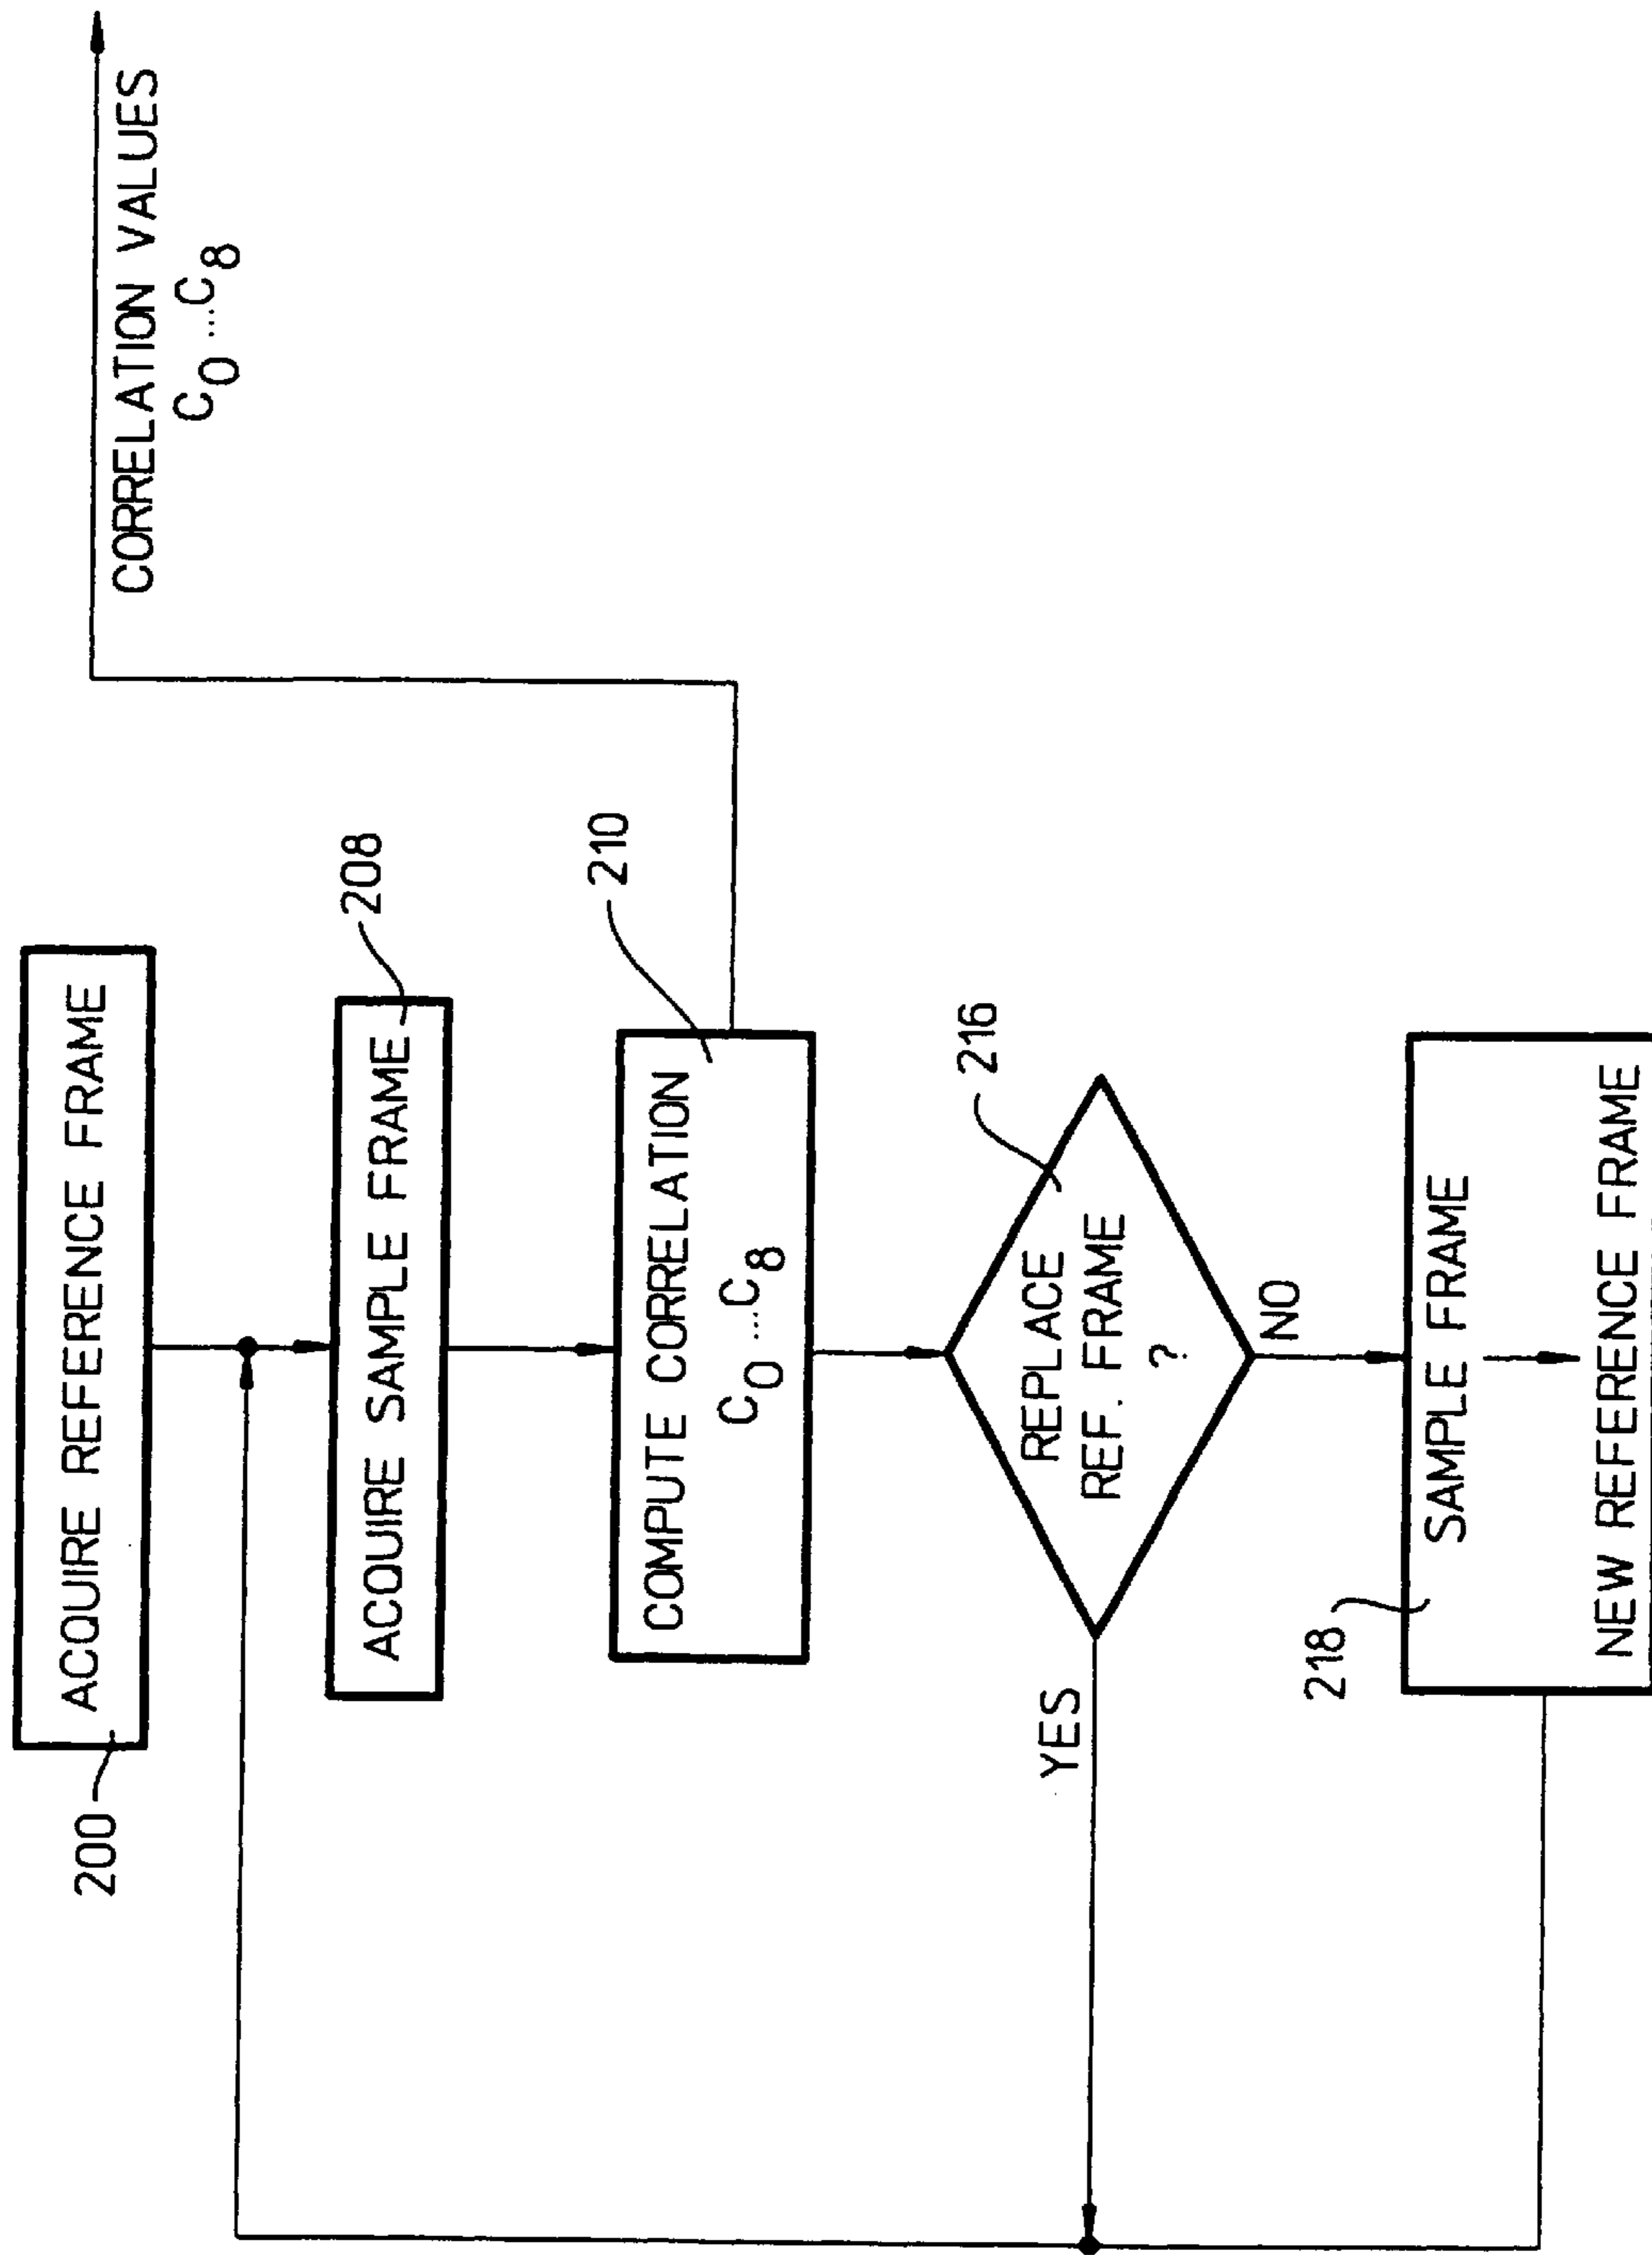 200
ACQUIRE REFERENCE FRAME
ACQUIRE SAMPLE FRAME
208
COMPUTE CORRELATION
C0....C8
210
CORRELATION VALUES
C0....C8
REPLACE
REF. FRAME
?
216
YES
NO
218
SAMPLE FRAME
NEW REFERENCE FRAME